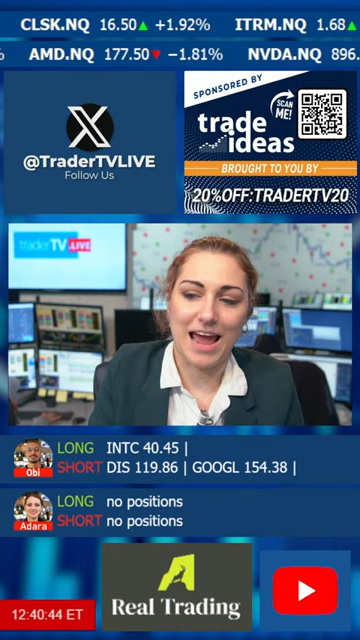 CLSK.NQ 16.50▲ +1.92% ITRM.NQ 1.68▲
% AMD.NQ 177.50▼ −1.81% NVDA.NQ 896.
@TraderTVLIVE
Follow Us
SPONSORED BY
SCAN ME!
trade ideas
BROUGHT TO YOU BY
20%OFF:TRADERTV20
traderTV.LIVE
Obi
LONG INTC 40.45 |
SHORT DIS 119.86 | GOOGL 154.38 |
Adara
LONG no positions
SHORT no positions
12:40:44 ET
Real Trading